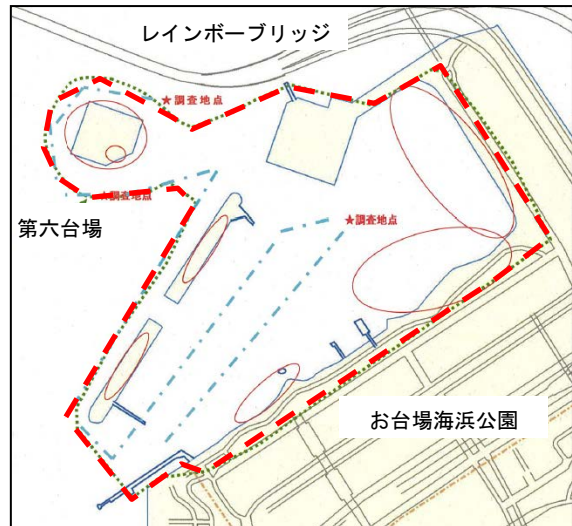 レインボーブリッジ
★調査地点
★調査地点
第六台場
★調査地点
お台場海浜公園